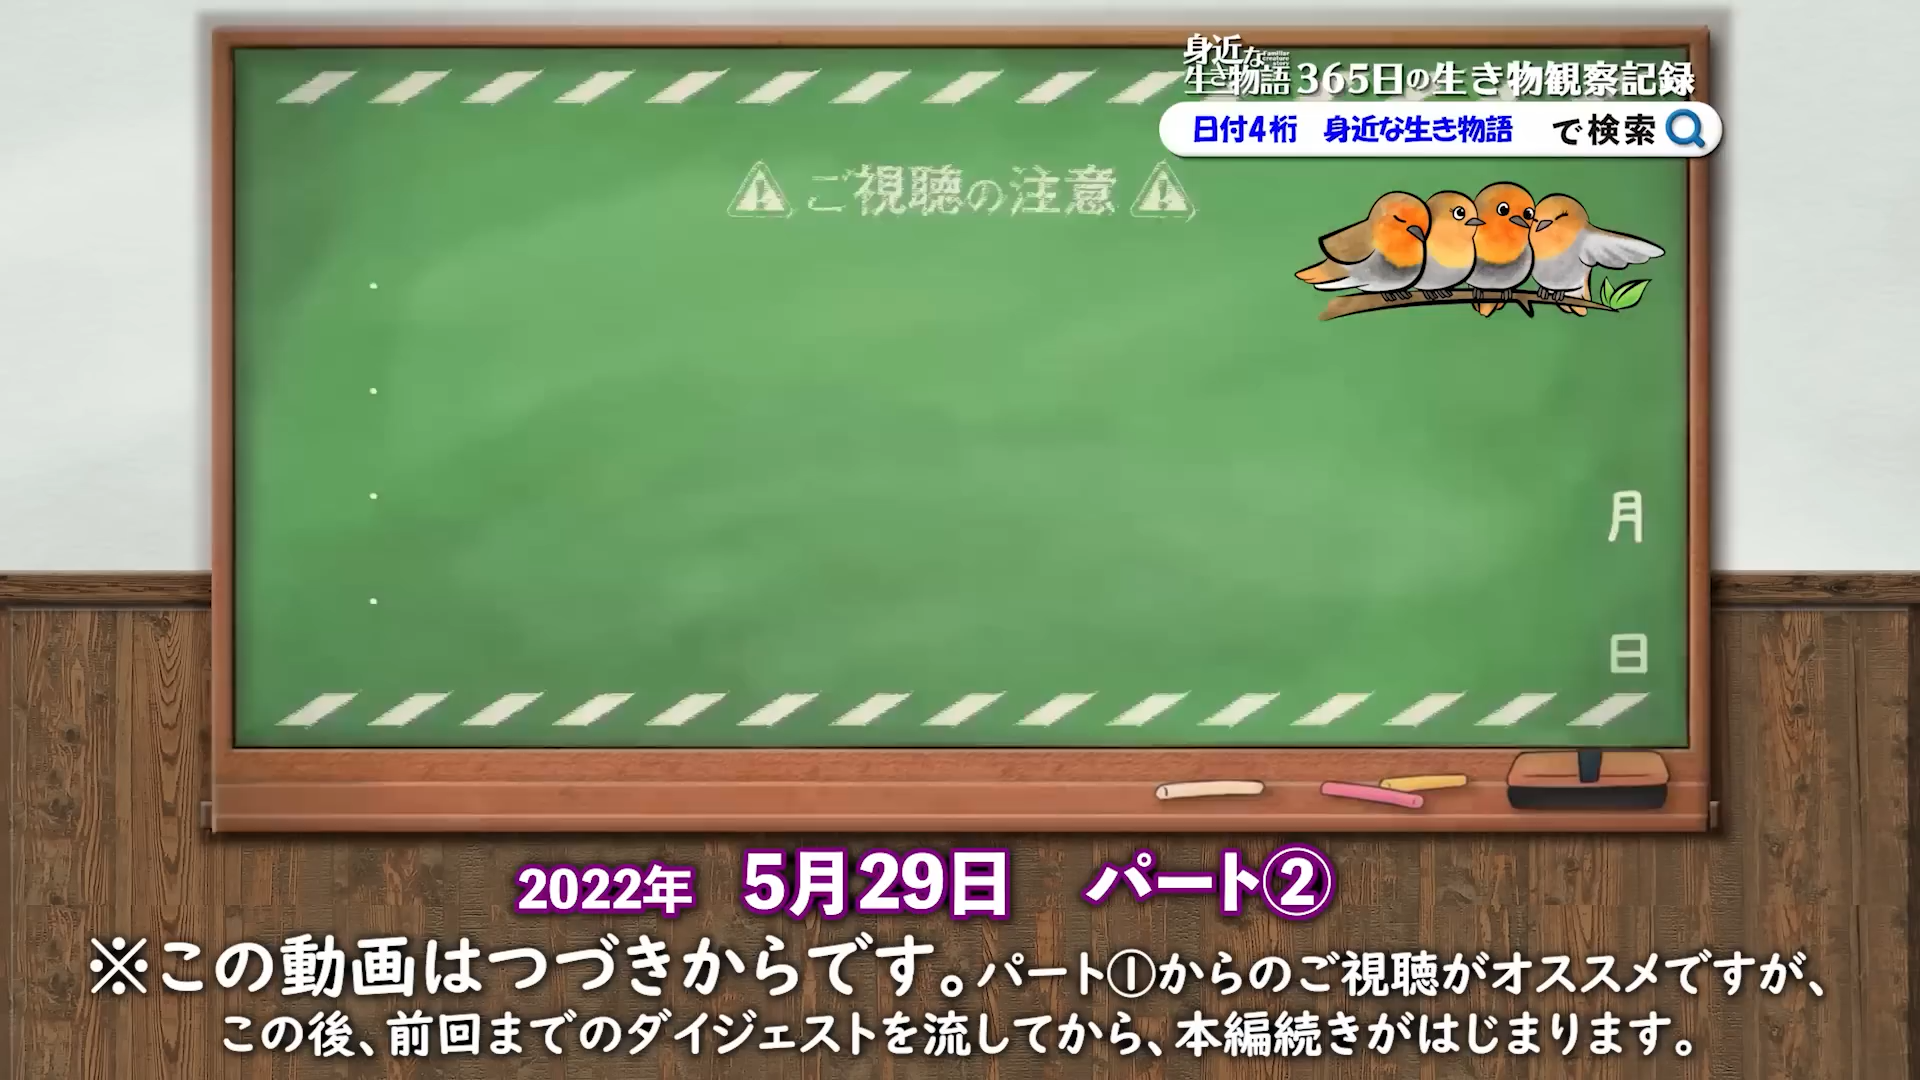 身近な生き物語 Familiar creature story 365日の生き物観察記録
日付4桁 身近な生き物語 で検索
ご視聴の注意
・
・
・
・
月
日
2022年 5月29日 パート②
※この動画はつづきからです。パート①からのご視聴がオススメですが、
この後、前回までのダイジェストを流してから、本編続きがはじまります。